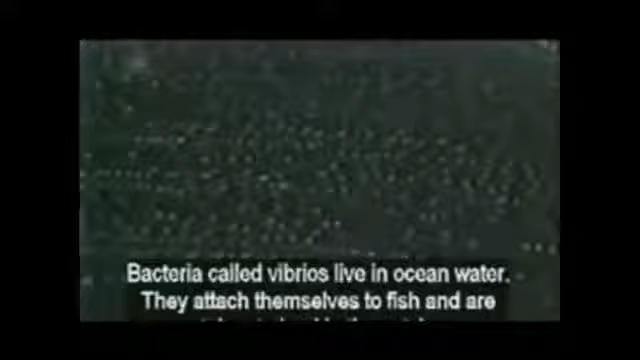 Bacteria called vibrios live in ocean water.
They attach themselves to fish and are